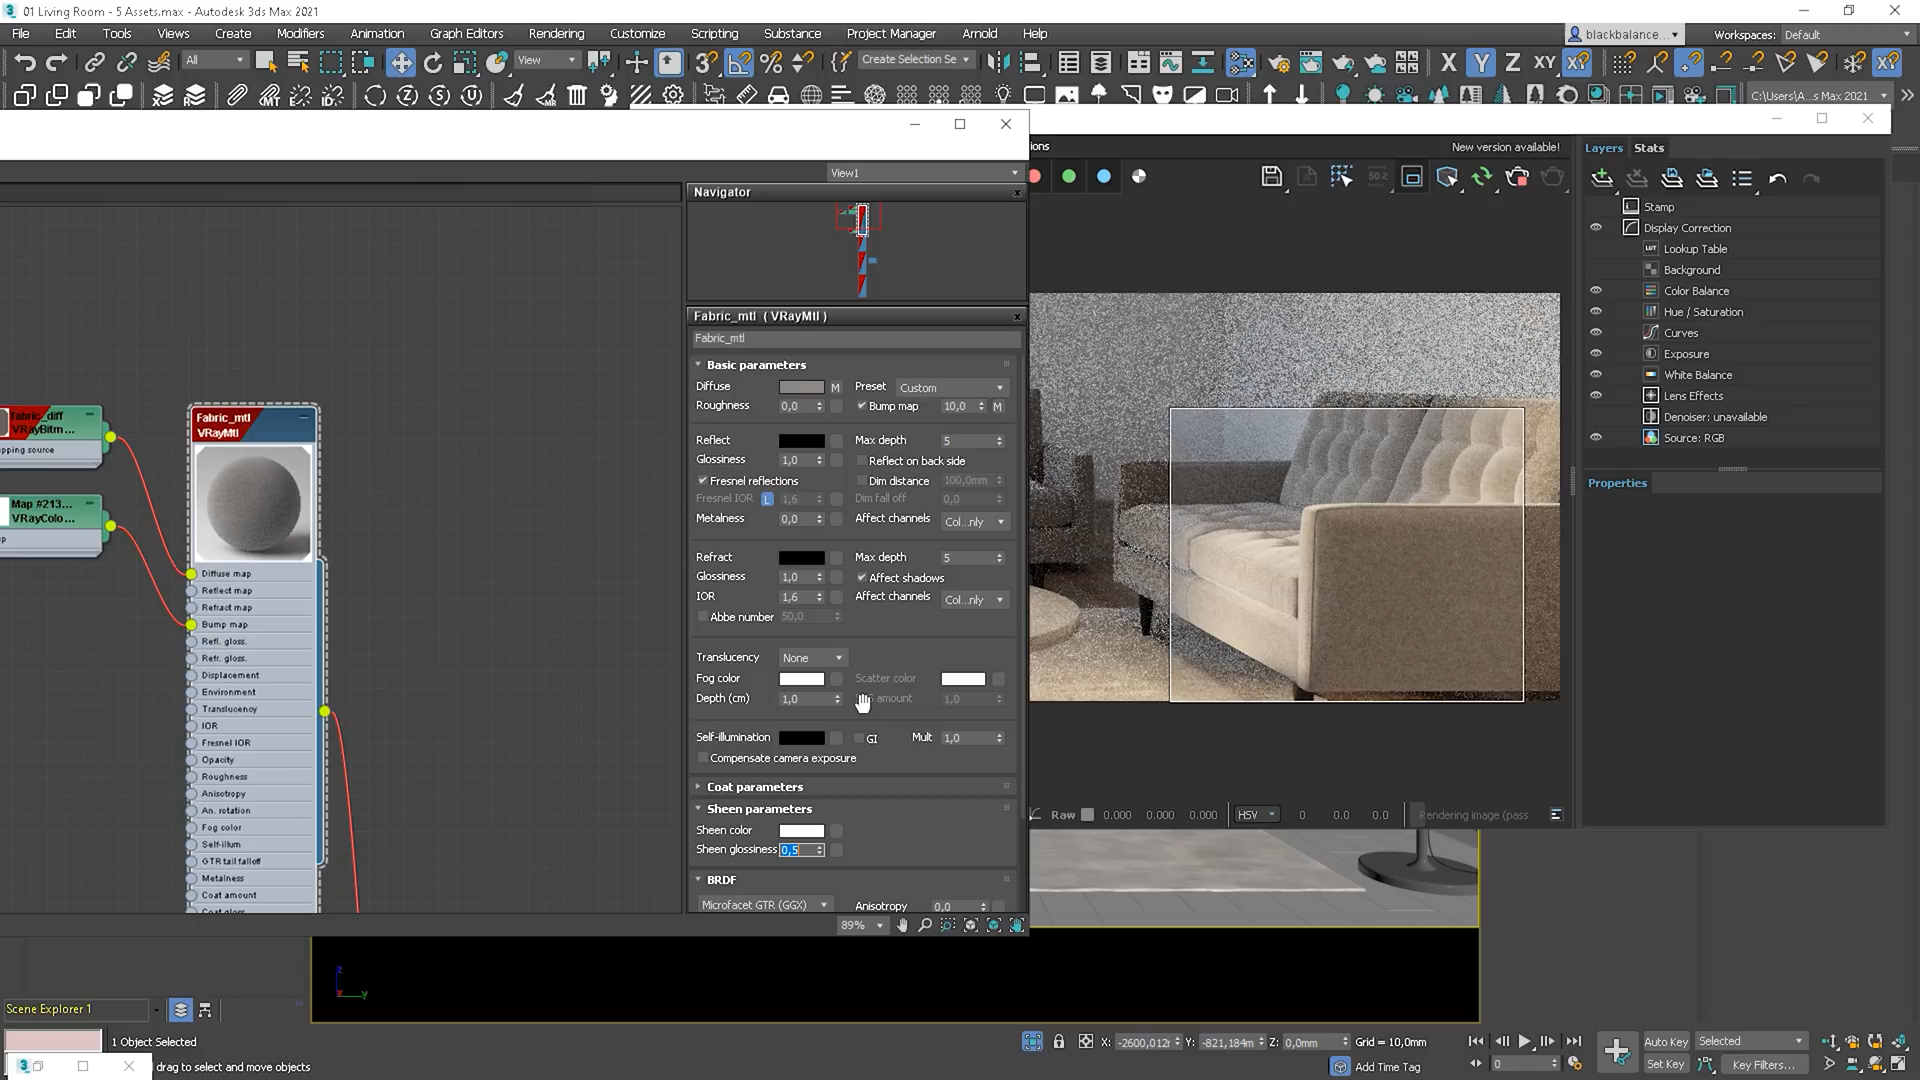 01 Living Room - 5 Assets.max - Autodesk 3ds Max 2021
File Edit Tools Views Create Modifiers Animation Graph Editors Rendering Customize Scripting Substance Project Manager Arnold Help
blackbalance... Workspaces: Default
All View Create Selection Se X Y Z XY
C:\Users\A...s Max 2021
ions New version available!
View1
Navigator
Layers Stats
Stamp
Display Correction
Lookup Table
Background
Color Balance
Hue / Saturation
Curves
Exposure
White Balance
Lens Effects
Denoiser: unavailable
Source: RGB
Properties
Fabric_mtl ( VRayMtl )
Fabric_mtl
Basic parameters
Diffuse M Preset Custom
Roughness 0,0 Bump map 10,0 M
Reflect Max depth 5
Glossiness 1,0 Reflect on back side
Fresnel reflections Dim distance 100,0mm
Fresnel IOR L 1,6 Dim fall off 0,0
Metalness 0,0 Affect channels Col...nly
Refract Max depth 5
Glossiness 1,0 Affect shadows
IOR 1,6 Affect channels Col...nly
Abbe number 50,0
Translucency None
Fog color Scatter color
Depth (cm) 1,0 amount 1,0
Self-illumination GI Mult 1,0
Compensate camera exposure
Coat parameters
Sheen parameters
Sheen color
Sheen glossiness 0,5
BRDF
Microfacet GTR (GGX) Anisotropy 0,0
89%
fabric_diff
VRayBitm...
pping source
Map #213...
VRayColo...
Fabric_mtl
VRayMtl
Diffuse map
Reflect map
Refract map
Bump map
Refl. gloss.
Refr. gloss.
Displacement
Environment
Translucency
IOR
Fresnel IOR
Opacity
Roughness
Anisotropy
An. rotation
Fog color
Self-illum
GTR tail falloff
Metalness
Coat amount
Coat gloss
Raw 0.000 0.000 0.000 HSV 0 0.0 0.0 Rendering image (pass
z
x
y
Scene Explorer 1
1 Object Selected
drag to select and move objects
X: -2600,012r Y: -821,184m Z: 0,0mm Grid = 10,0mm
Add Time Tag
0
Auto Key Selected
Set Key Key Filters...